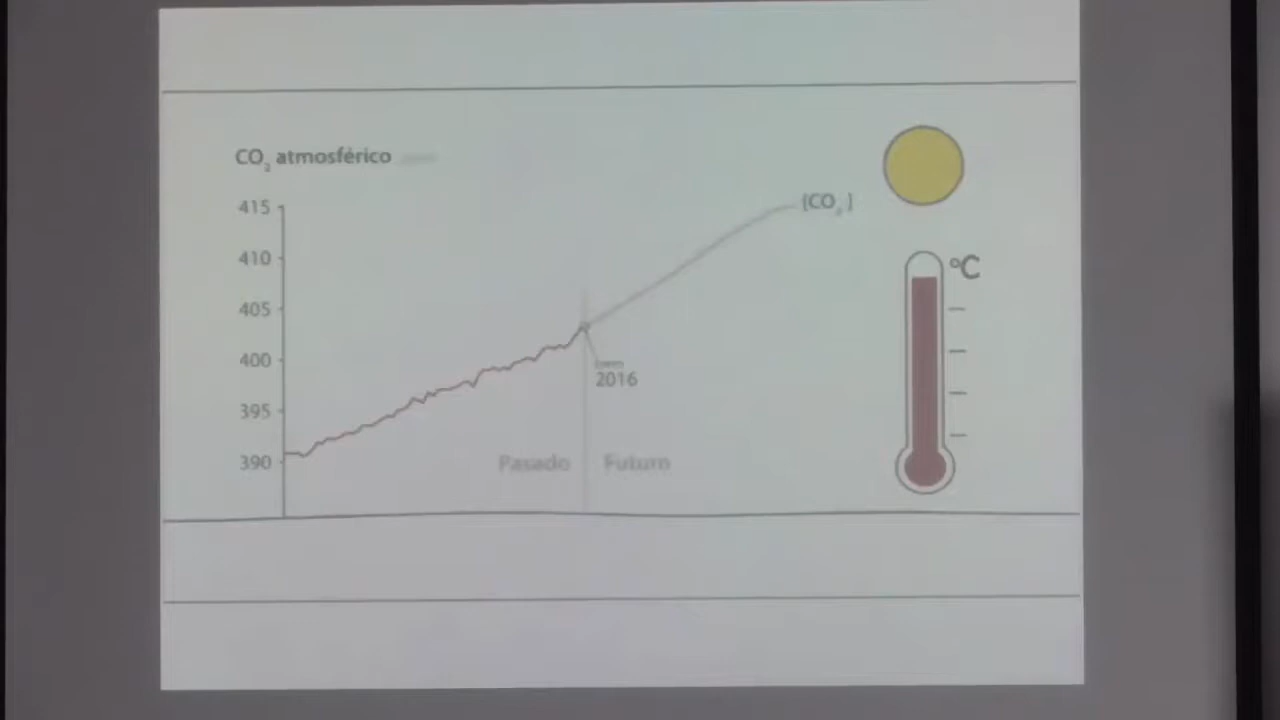 CO₂ atmosférico
415
410
405
400
395
390
[CO₂]
2016
Pasado
Futuro
°C